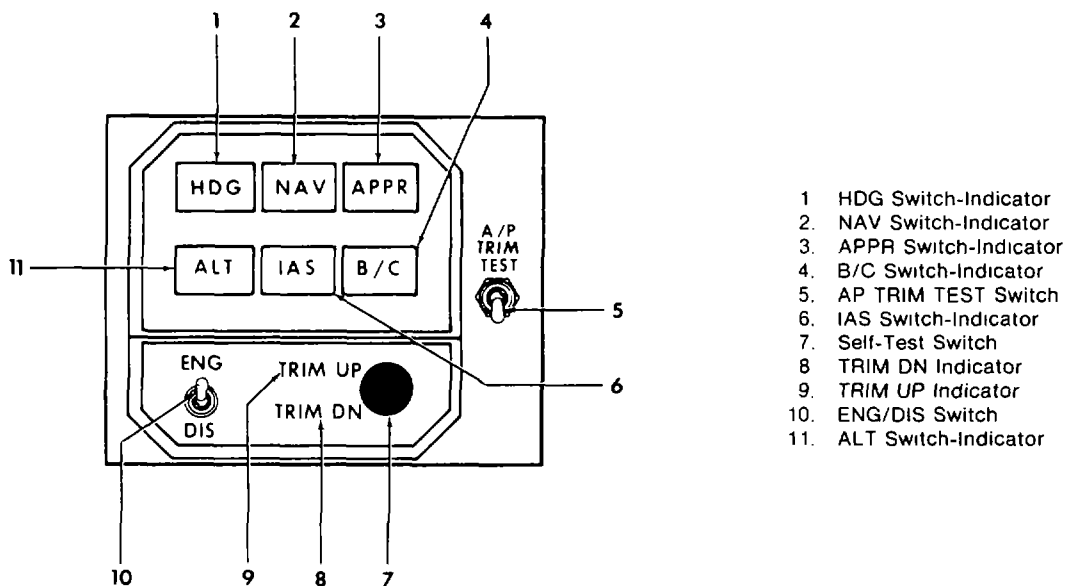 1 2 3 4
HDG NAV APPR
A/P
TRIM
TEST
11 ALT IAS B/C
5
ENG
TRIM UP
6
TRIM DN
DIS
10 9 8 7
1 HDG Switch-Indicator
2. NAV Switch-Indicator
3. APPR Switch-Indicator
4. B/C Switch-Indicator
5. AP TRIM TEST Switch
6. IAS Switch-Indicator
7. Self-Test Switch
8 TRIM DN Indicator
9. TRIM UP Indicator
10. ENG/DIS Switch
11. ALT Switch-Indicator